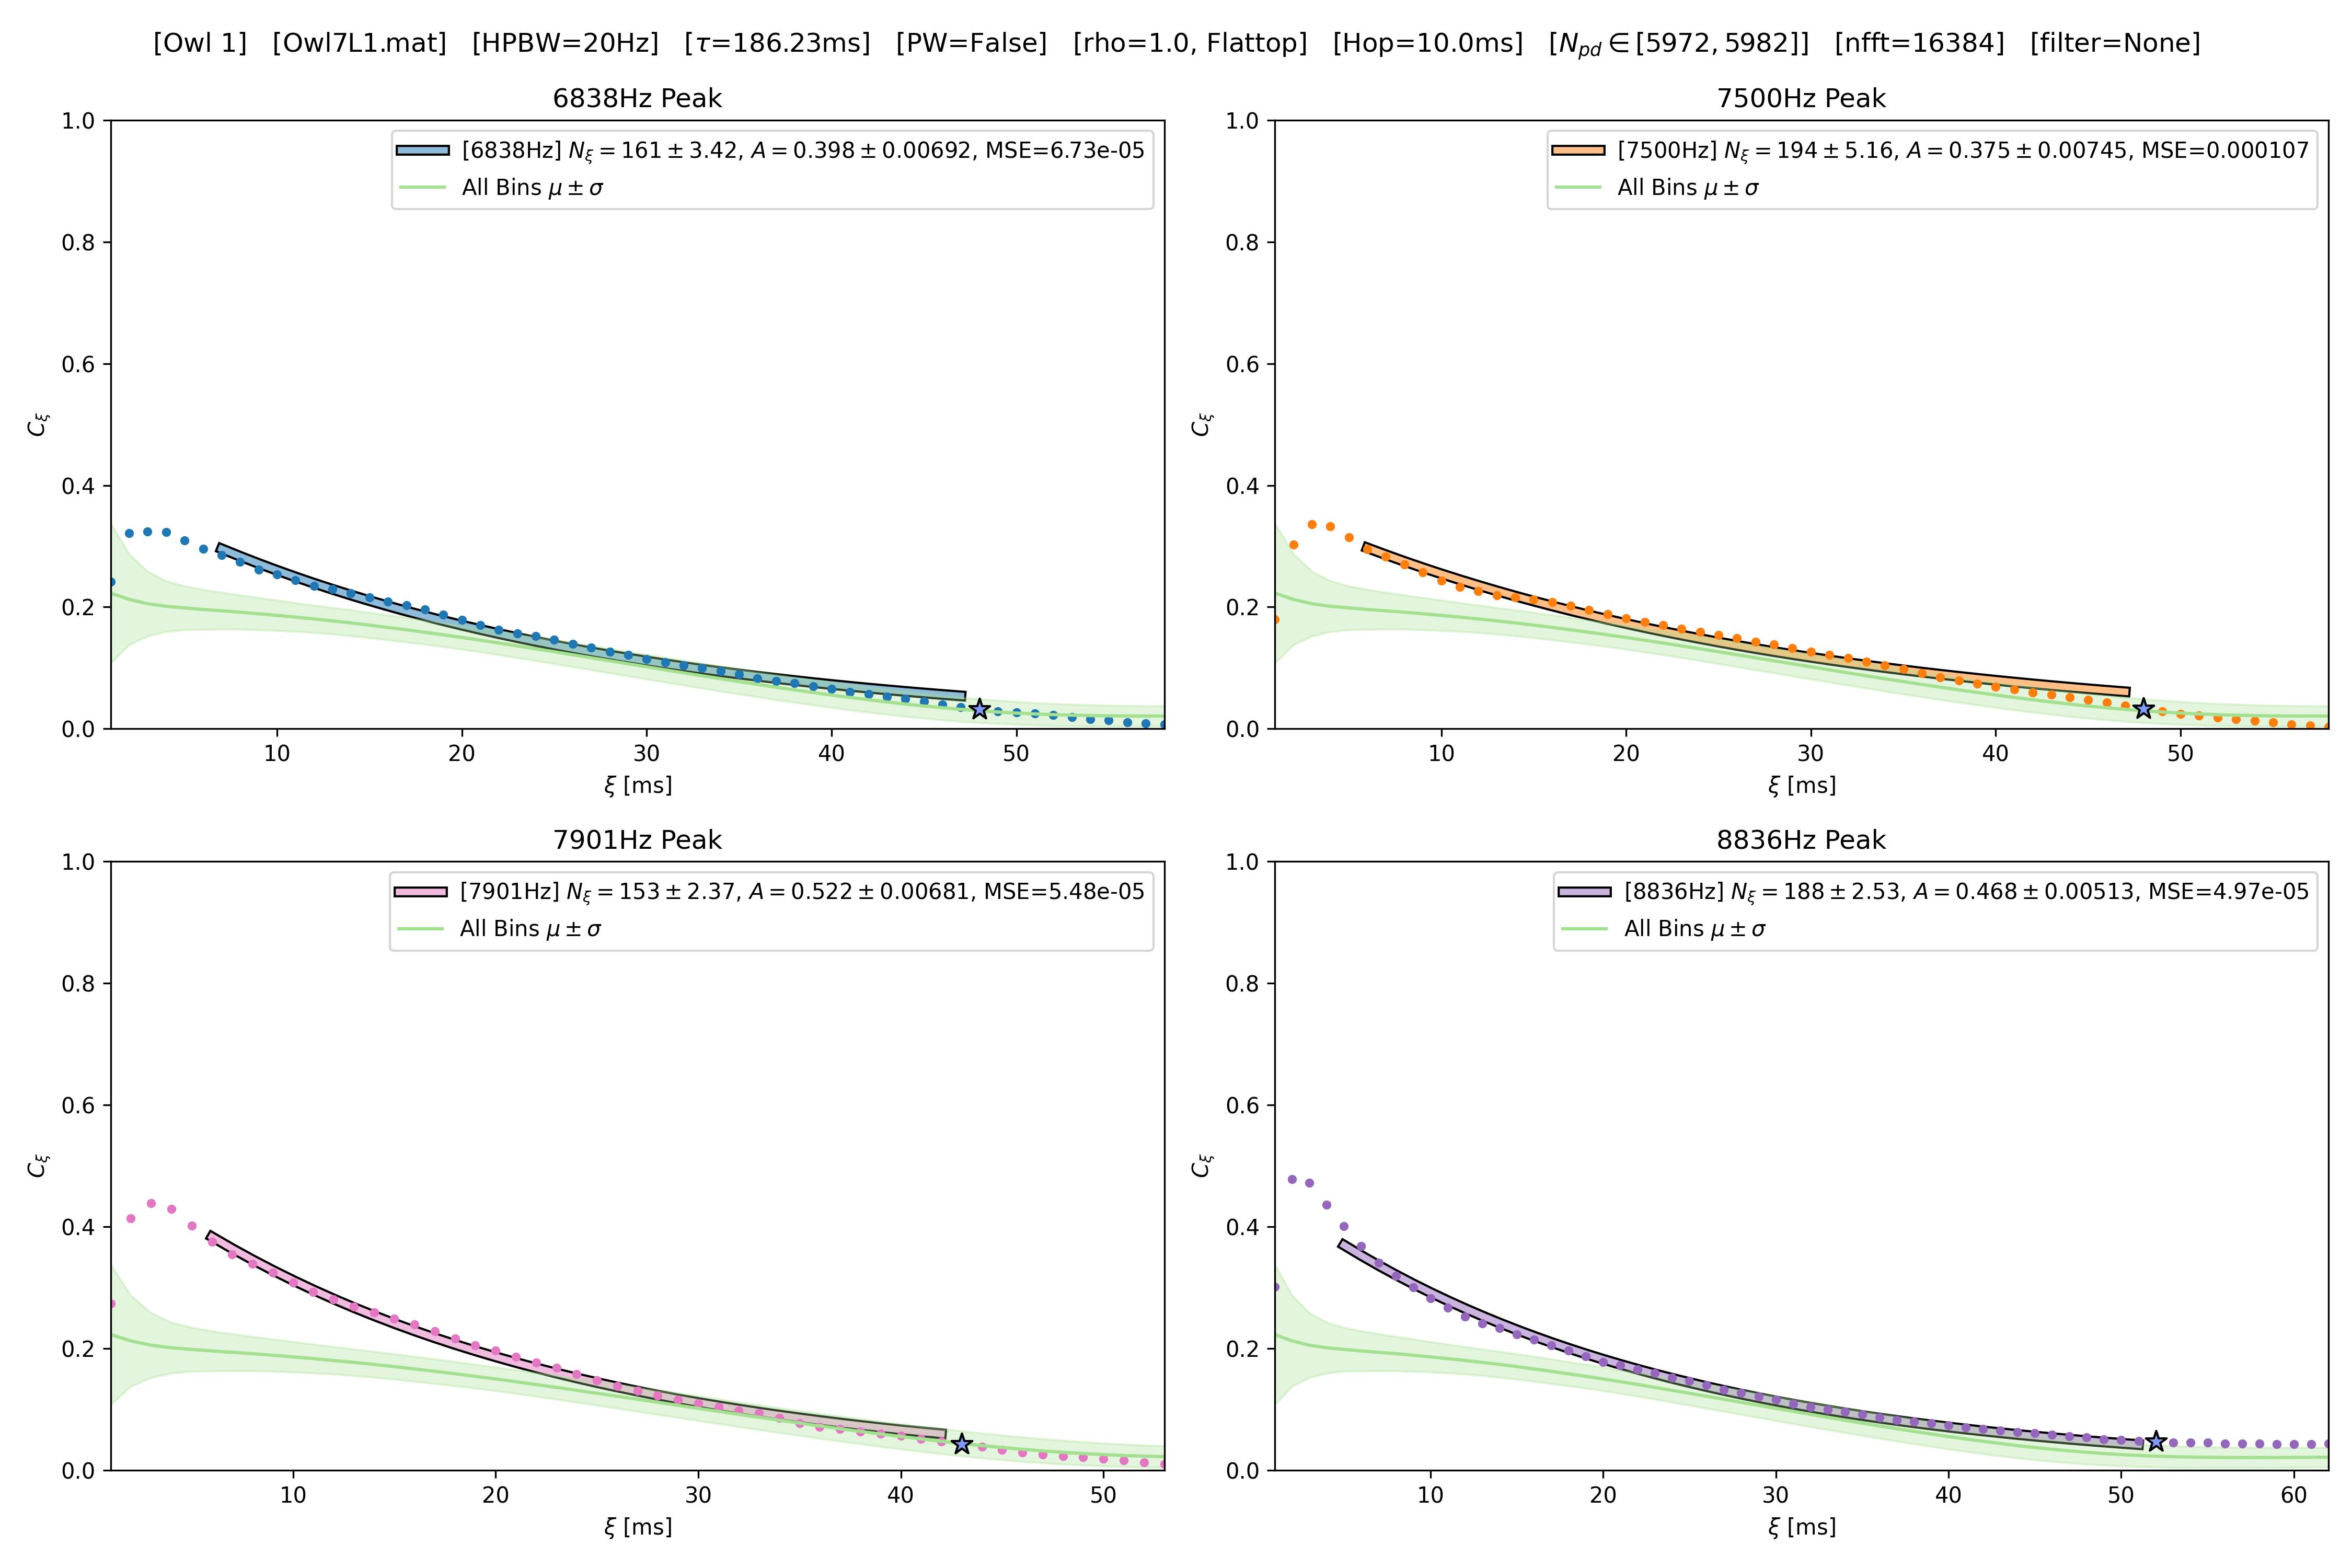 [Owl 1] [Owl7L1.mat] [HPBW=20Hz] [τ=186.23ms] [PW=False] [rho=1.0, Flattop] [Hop=10.0ms] [N_pd ∈ [5972, 5982]] [nfft=16384] [filter=None]
6838Hz Peak
1.0
0.8
0.6
0.4
0.2
0.0
C_ξ
[6838Hz] N_ξ = 161 ± 3.42, A = 0.398 ± 0.00692, MSE=6.73e-05
All Bins μ ± σ
10 20 30 40 50
ξ [ms]
7500Hz Peak
1.0
0.8
0.6
0.4
0.2
0.0
C_ξ
[7500Hz] N_ξ = 194 ± 5.16, A = 0.375 ± 0.00745, MSE=0.000107
All Bins μ ± σ
10 20 30 40 50
ξ [ms]
7901Hz Peak
1.0
0.8
0.6
0.4
0.2
0.0
C_ξ
[7901Hz] N_ξ = 153 ± 2.37, A = 0.522 ± 0.00681, MSE=5.48e-05
All Bins μ ± σ
10 20 30 40 50
ξ [ms]
8836Hz Peak
1.0
0.8
0.6
0.4
0.2
0.0
C_ξ
[8836Hz] N_ξ = 188 ± 2.53, A = 0.468 ± 0.00513, MSE=4.97e-05
All Bins μ ± σ
10 20 30 40 50 60
ξ [ms]